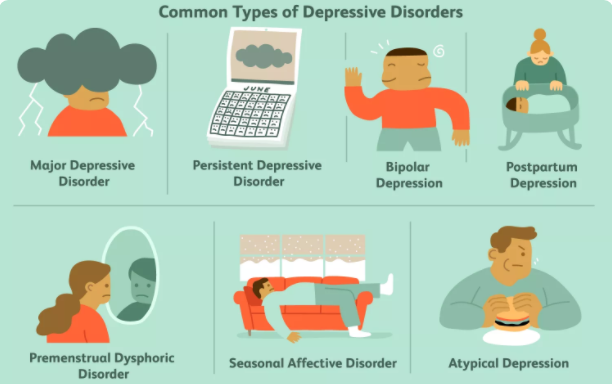 Common Types of Depressive Disorders
JUNE
Major Depressive
Disorder
Persistent Depressive
Disorder
Bipolar
Depression
Postpartum
Depression
Premenstrual Dysphoric
Disorder
Seasonal Affective Disorder
Atypical Depression